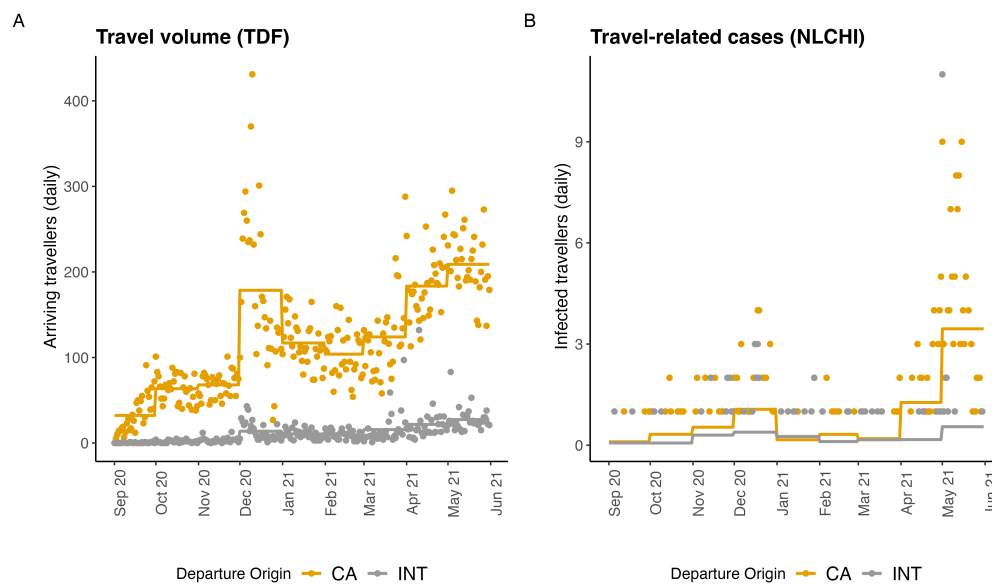 A
Travel volume (TDF)
Arriving travellers (daily)
400
300
200
100
0
Sep 20
Oct 20
Nov 20
Dec 20
Jan 21
Feb 21
Mar 21
Apr 21
May 21
Jun 21
Departure Origin CA INT
B
Travel-related cases (NLCHI)
Infected travellers (daily)
9
6
3
0
Sep 20
Oct 20
Nov 20
Dec 20
Jan 21
Feb 21
Mar 21
Apr 21
May 21
Jun 21
Departure Origin CA INT